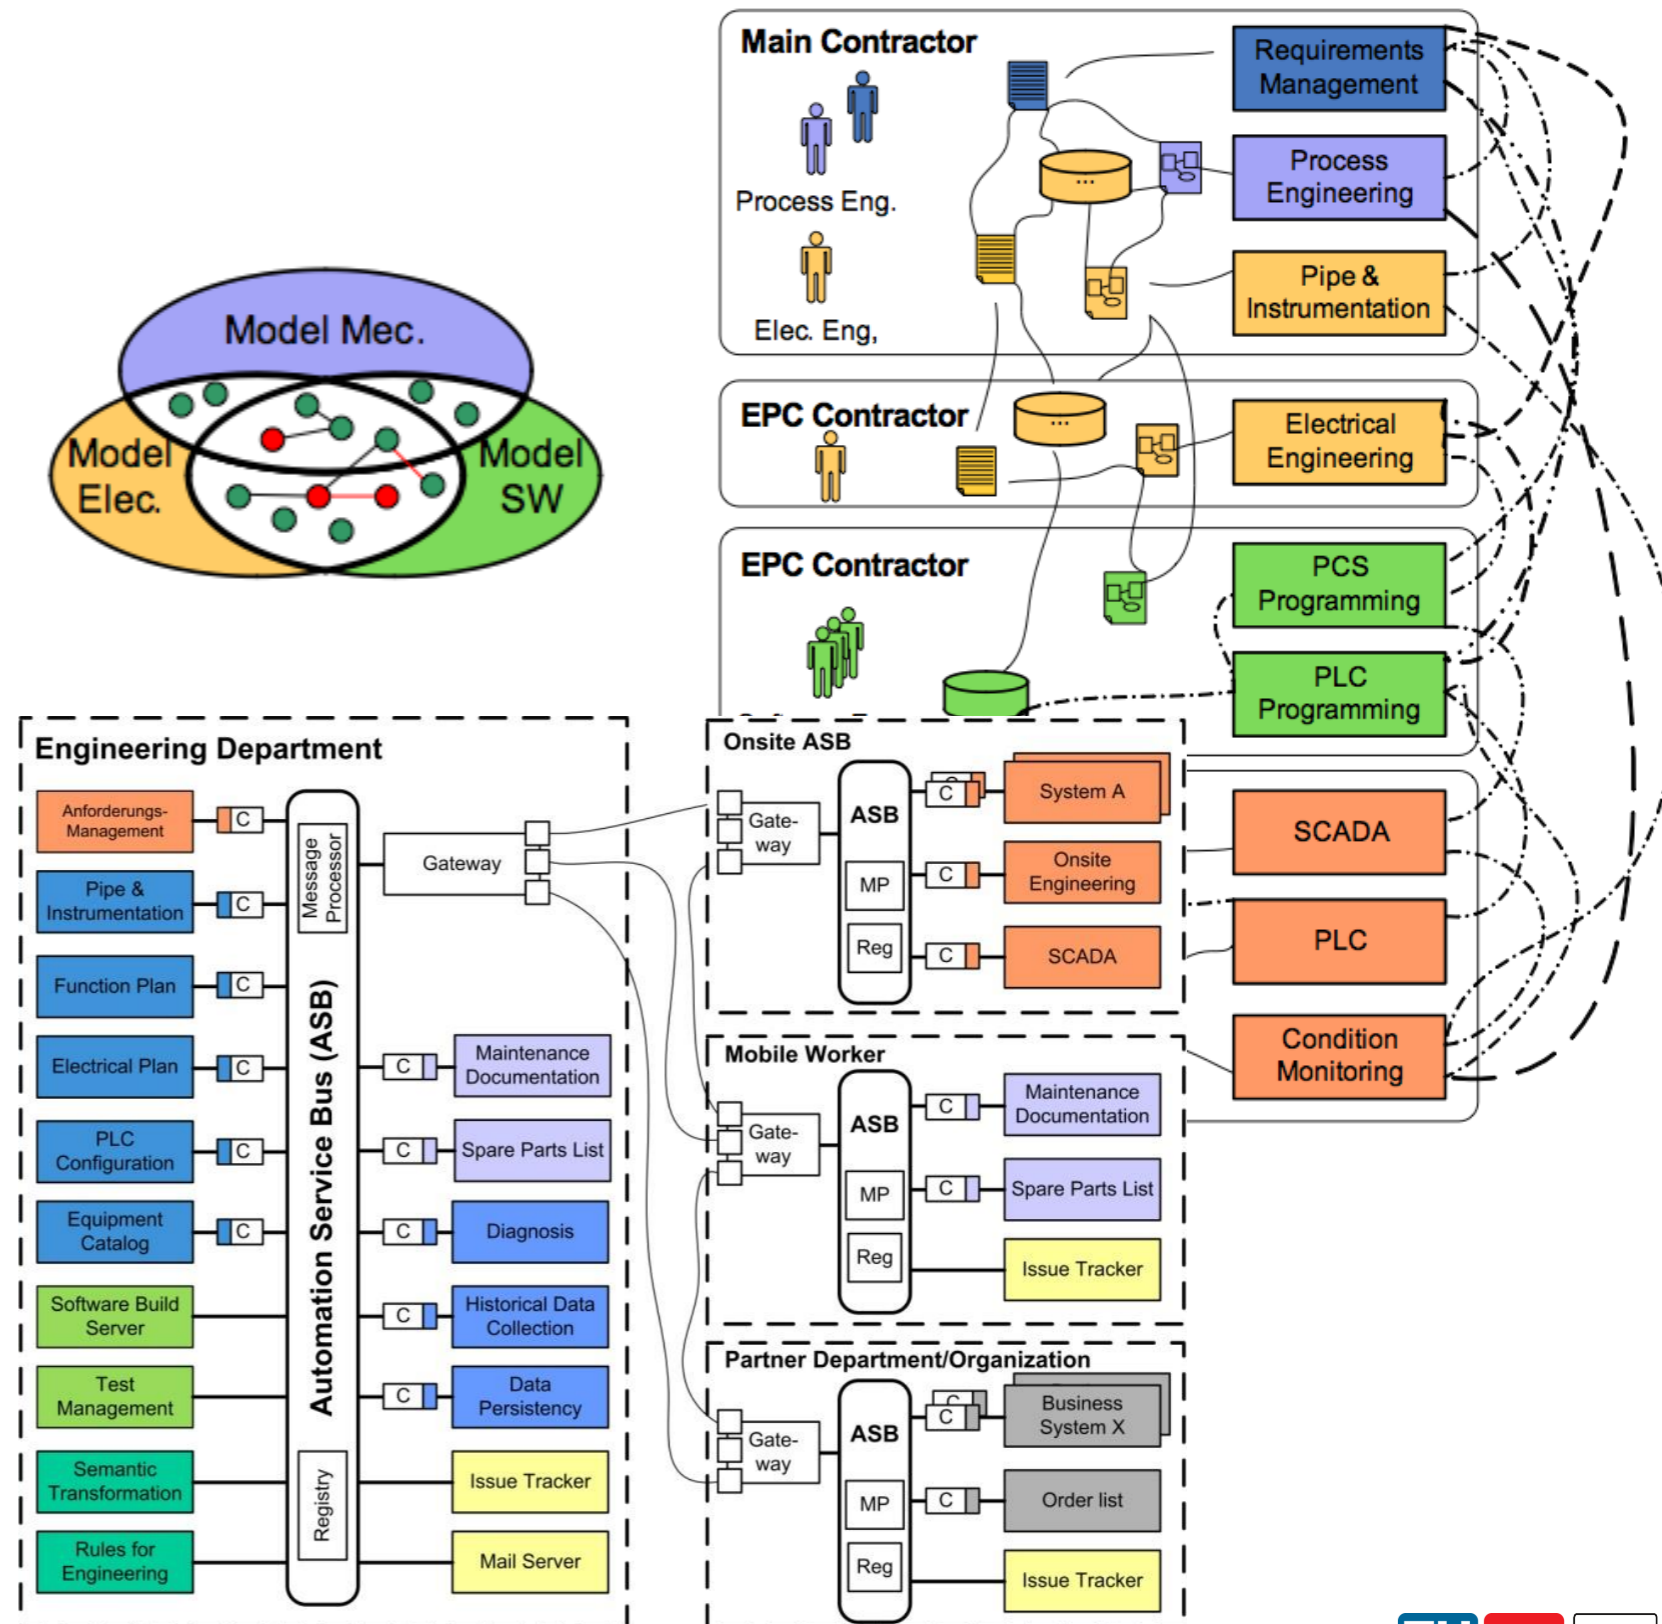 Main Contractor
Process Eng.
Elec. Eng,
...
Requirements
Management
Process
Engineering
Pipe &
Instrumentation
Model Mec.
Model
Elec.
Model
SW
EPC Contractor
...
Electrical
Engineering
EPC Contractor
PCS
Programming
PLC
Programming
SCADA
PLC
Condition
Monitoring
Engineering Department
Anforderungs-
Management
C
Pipe &
Instrumentation
C
Function Plan
C
Electrical Plan
C
PLC
Configuration
C
Equipment
Catalog
C
Software Build
Server
Test
Management
Semantic
Transformation
Rules for
Engineering
Message
Processor
Automation Service Bus (ASB)
Registry
Gateway
C
Maintenance
Documentation
C
Spare Parts List
C
Diagnosis
C
Historical Data
Collection
C
Data
Persistency
Issue Tracker
Mail Server
Onsite ASB
Gate-
way
ASB
MP
Reg
C
System A
C
Onsite
Engineering
C
SCADA
Mobile Worker
Gate-
way
ASB
MP
Reg
C
Maintenance
Documentation
C
Spare Parts List
Issue Tracker
Partner Department/Organization
Gate-
way
ASB
MP
Reg
C
Business
System X
C
Order list
Issue Tracker